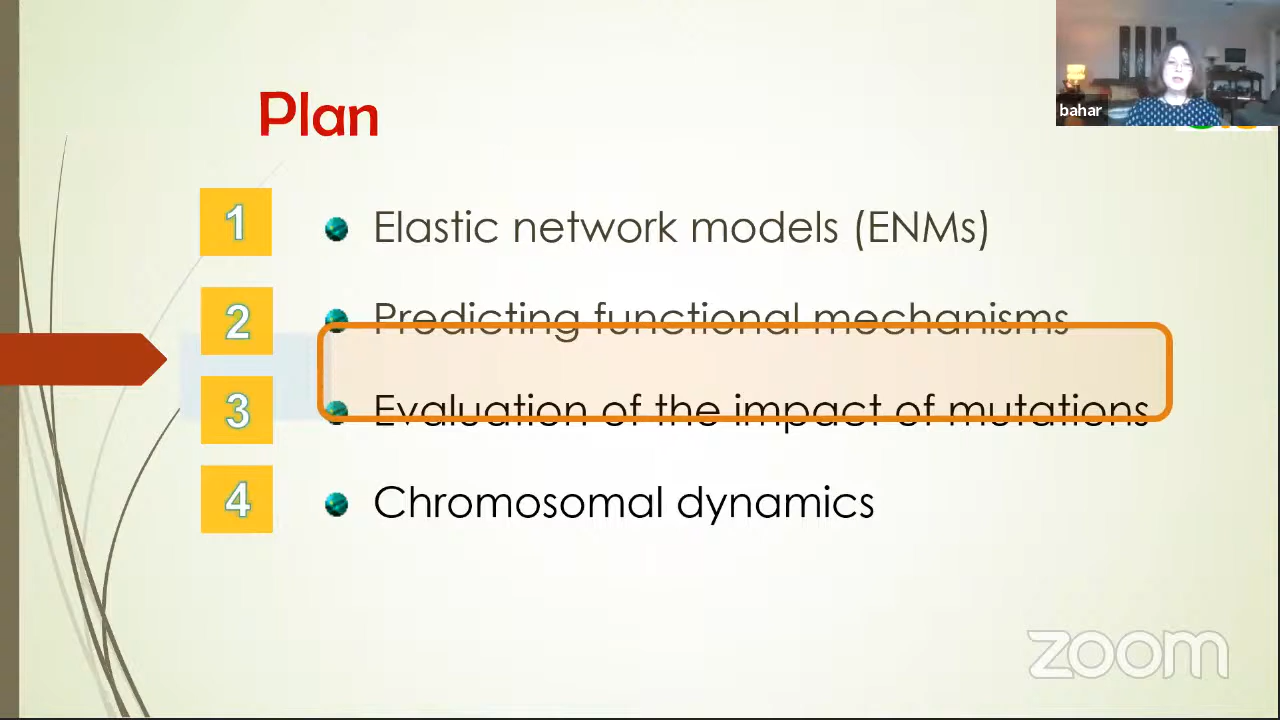 bahar
Plan
1 Elastic network models (ENMs)
2 Predicting functional mechanisms
3 Evaluation of the impact of mutations
4 Chromosomal dynamics
zoom